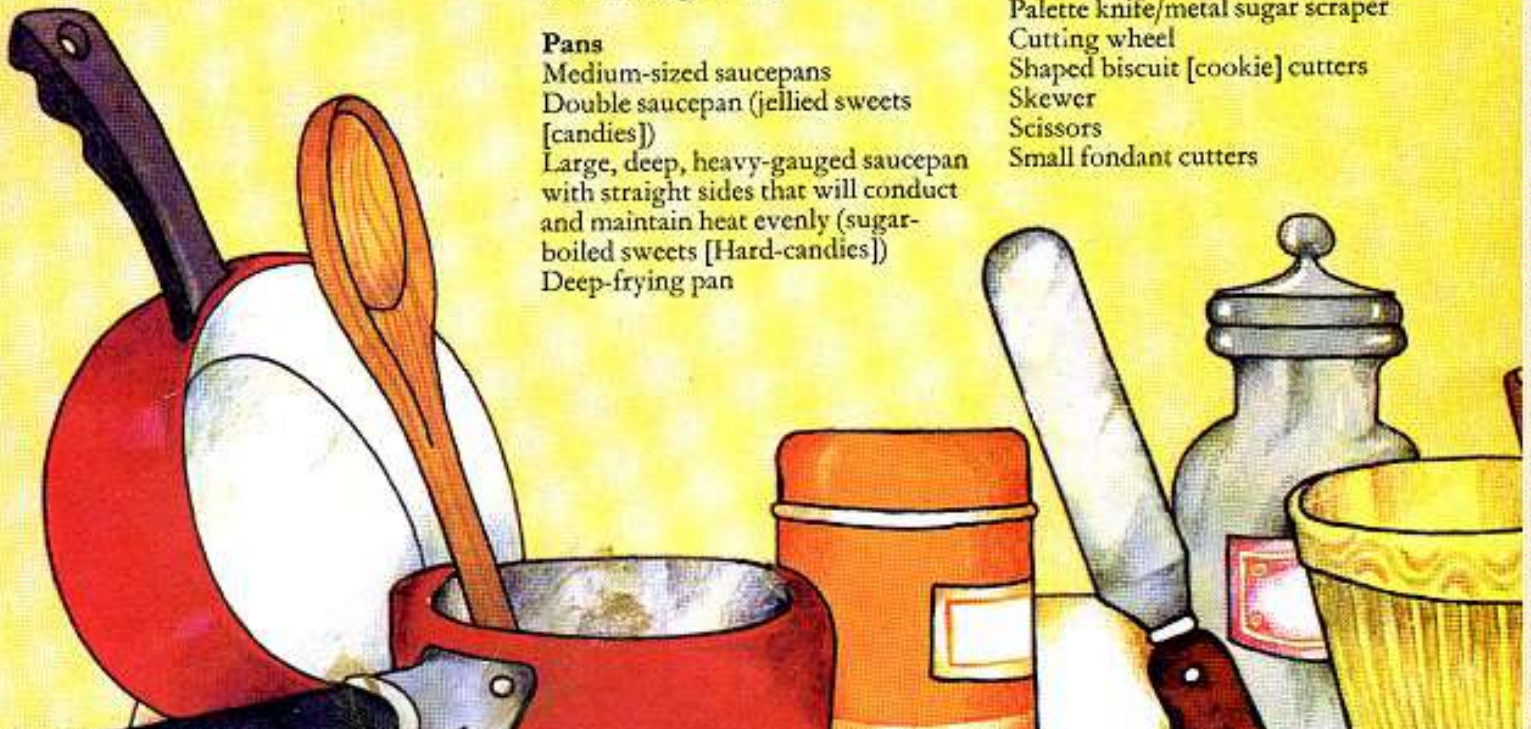 Pans
Medium-sized saucepans
Double saucepan (jellied sweets
[candies])
Large, deep, heavy-gauged saucepan
with straight sides that will conduct
and maintain heat evenly (sugar-
boiled sweets [Hard-candies])
Deep-frying pan
Palette knife/metal sugar scraper
Cutting wheel
Shaped biscuit [cookie] cutters
Skewer
Scissors
Small fondant cutters